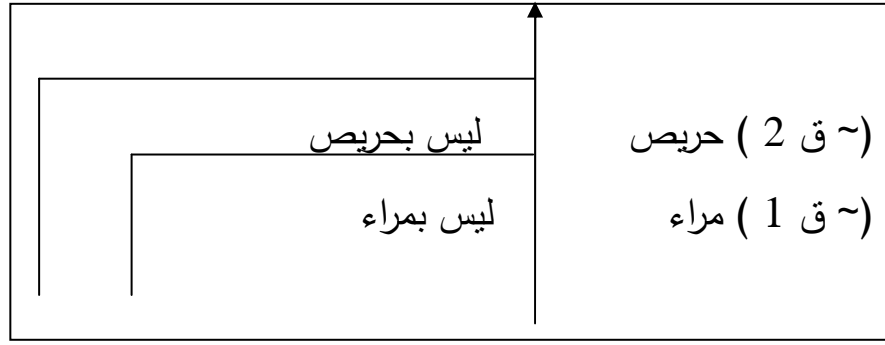 (~ ق 2 ) حريص ليس بحريص
(~ ق 1 ) مراء ليس بمراء